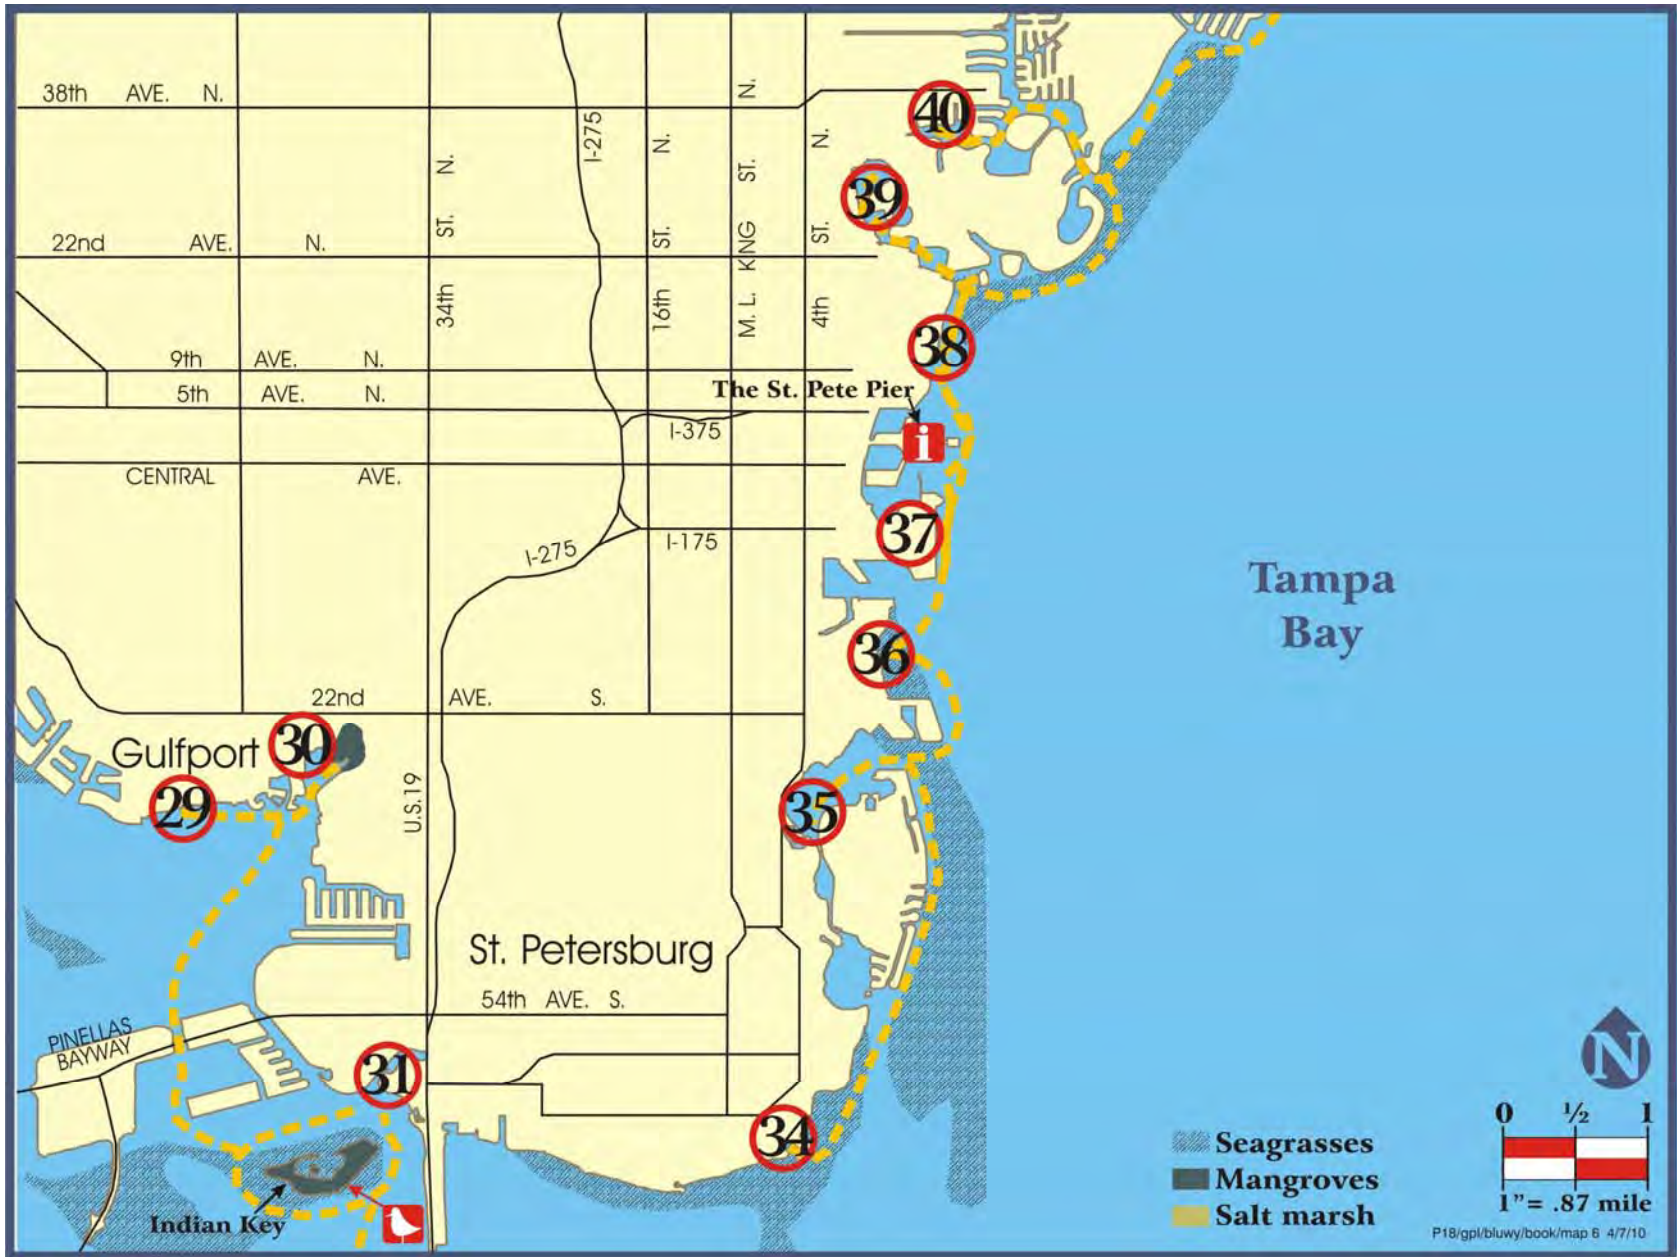 38th AVE. N.
40
I-275
ST. N.
N.
ST. N.
M. L. KING ST. N.
ST. N.
39
22nd AVE. N.
34th
16th
4th
38
9th AVE. N.
5th AVE. N.
The St. Pete Pier
i
I-375
CENTRAL AVE.
37
I-275
I-175
Tampa
Bay
36
22nd AVE. S.
Gulfport
30
29
U.S.19
35
St. Petersburg
54th AVE. S.
PINELLAS
BAYWAY
31
N
34
0 ½ 1
Seagrasses
Mangroves
Salt marsh
1"= .87 mile
Indian Key
P18/gpl/bluwy/book/map 6 4/7/10